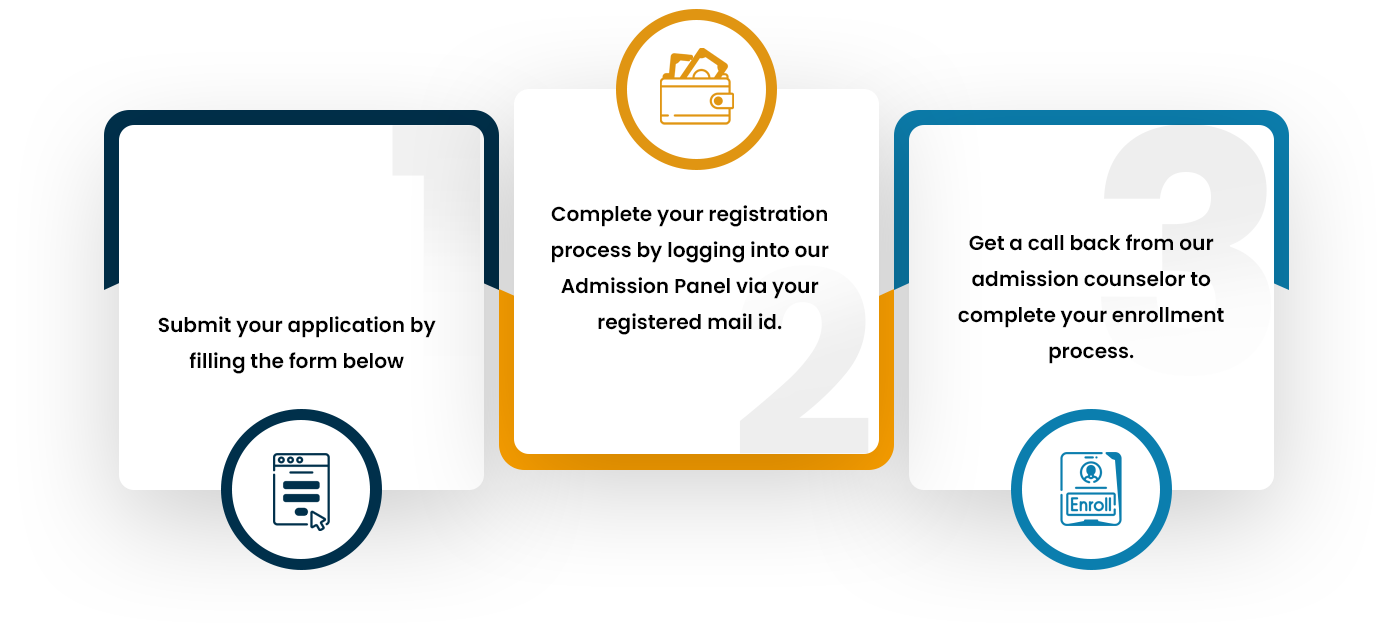 1
Submit your application by
filling the form below
2
Complete your registration
process by logging into our
Admission Panel via your
registered mail id.
3
Get a call back from our
admission counselor to
complete your enrollment
process.
Enroll